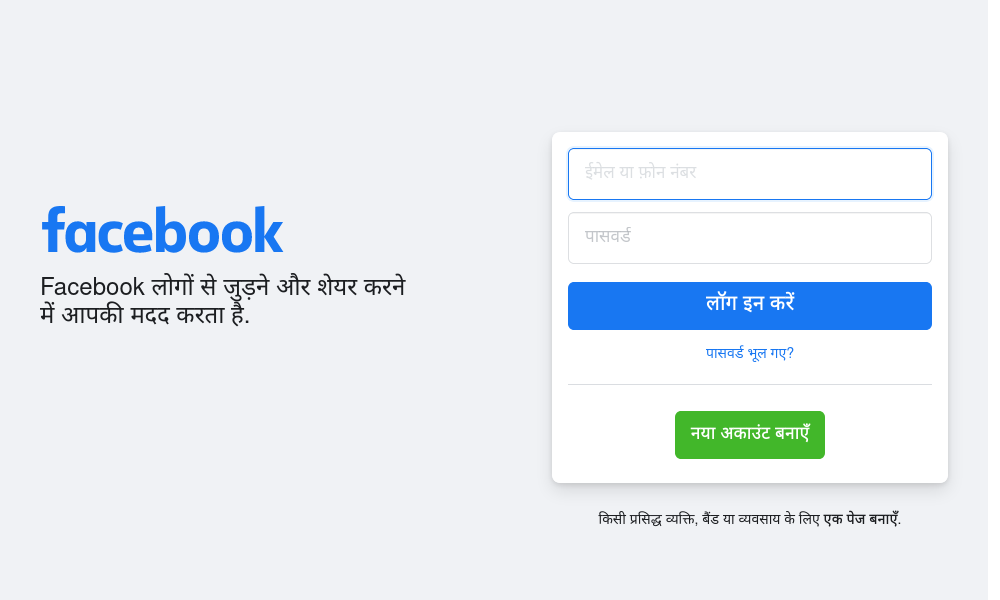 facebook
Facebook लोगों से जुड़ने और शेयर करने
में आपकी मदद करता है.
ईमेल या फ़ोन नंबर
पासवर्ड
लॉग इन करें
पासवर्ड भूल गए?
नया अकाउंट बनाएँ
किसी प्रसिद्ध व्यक्ति, बैंड या व्यवसाय के लिए एक पेज बनाएँ.